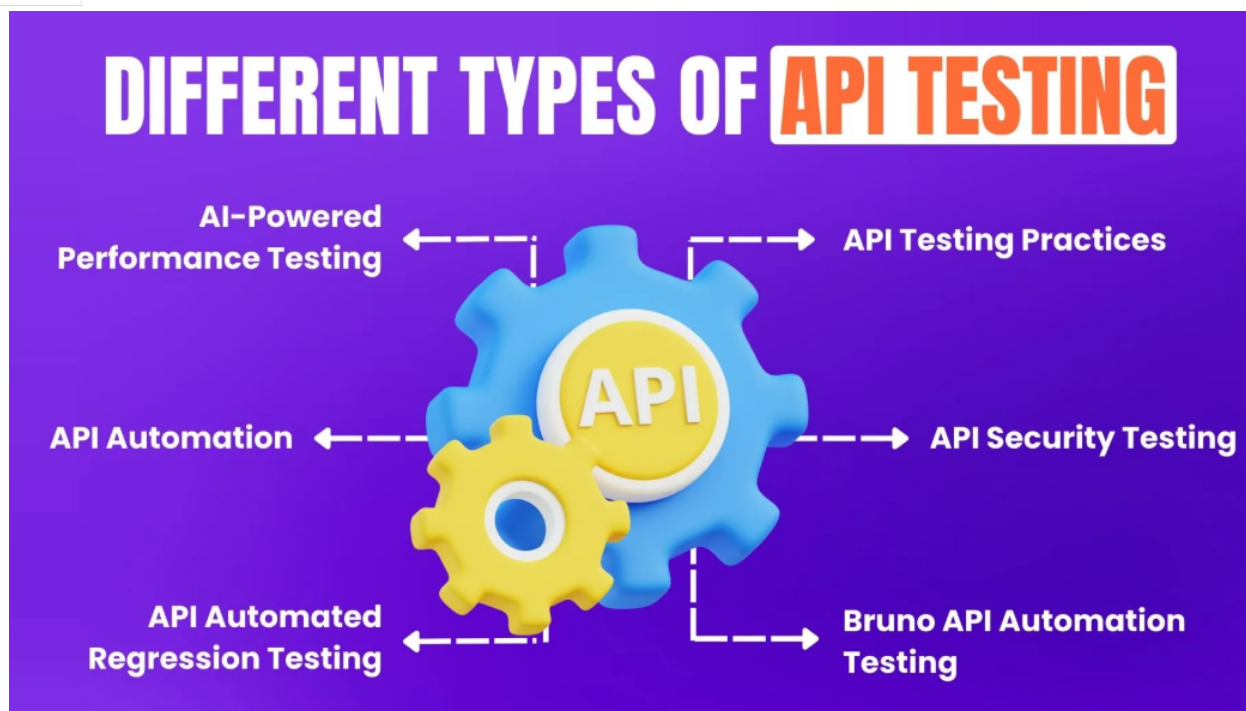 DIFFERENT TYPES OF API TESTING
AI-Powered
Performance Testing
API Testing Practices
API
API Automation
API Security Testing
API Automated
Regression Testing
Bruno API Automation
Testing